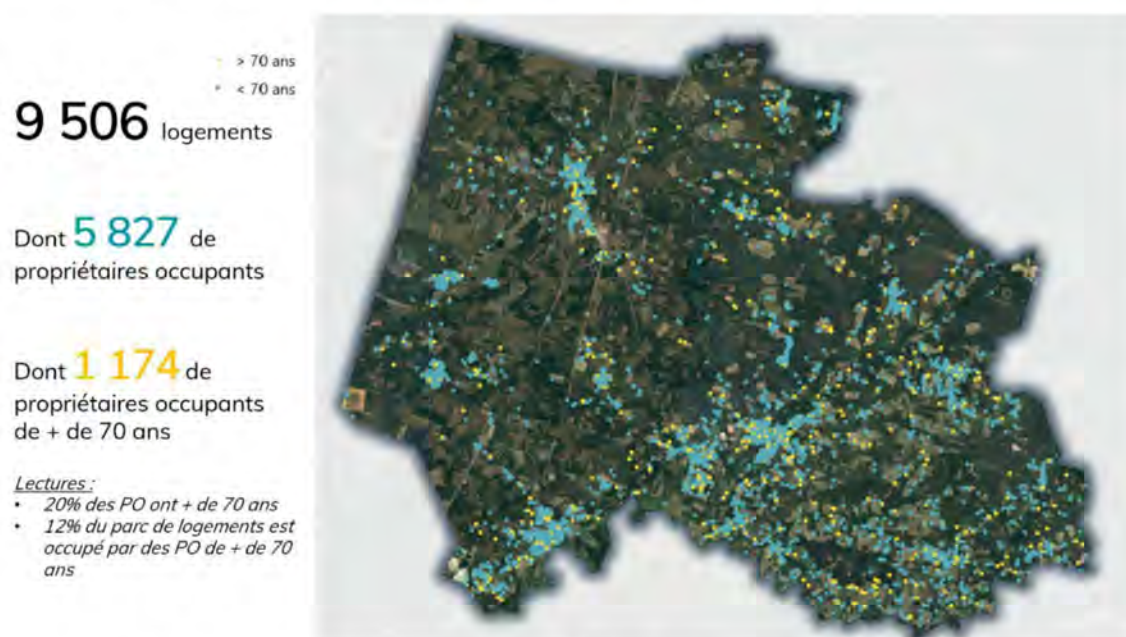 > 70 ans
< 70 ans
9 506 logements
Dont 5 827 de
propriétaires occupants
Dont 1 174 de
propriétaires occupants
de + de 70 ans
Lectures :
• 20% des PO ont + de 70 ans
• 12% du parc de logements est
occupé par des PO de + de 70
ans